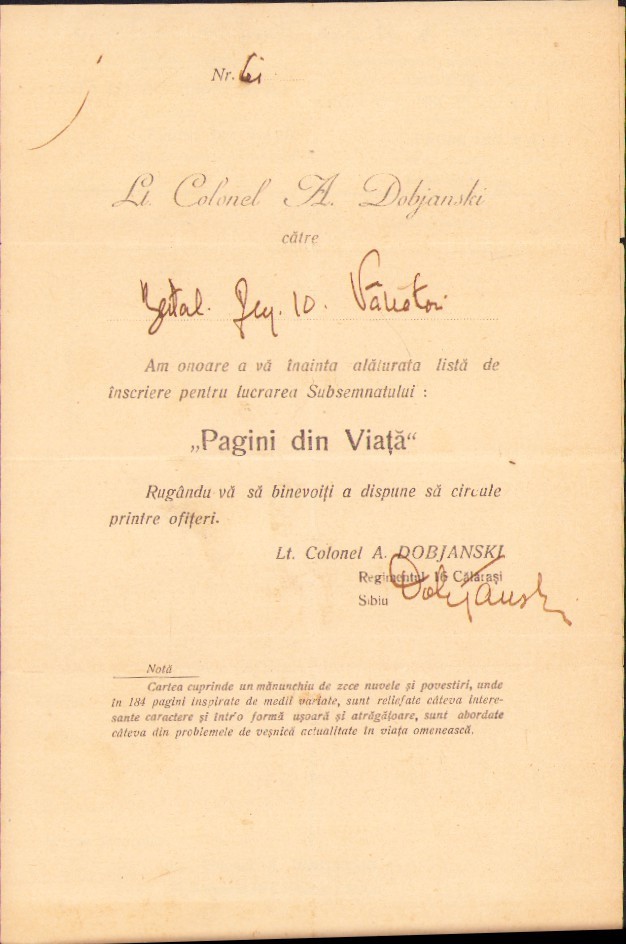 Nr. 61
Lt. Colonel A. Dobjanski
către
Reg. 10. Vânători
Am onoare a vă înainta alăturata listă de
înscriere pentru lucrarea Subsemnatului :
„Pagini din Viață“
Rugându-vă să binevoiți a dispune să circule
printre ofițeri.
Lt. Colonel A. DOBJANSKI
Regimentul 16 Călărași
Sibiu
Dobjanski
Notă
Cartea cuprinde un mănunchiu de zece nuvele și povestiri, unde
în 184 pagini inspirate de medii variate, sunt reliefate câteva intere-
sante caractere și într'o formă ușoară și atrăgătoare, sunt abordate
câteva din problemele de veșnică actualitate în viața omenească.